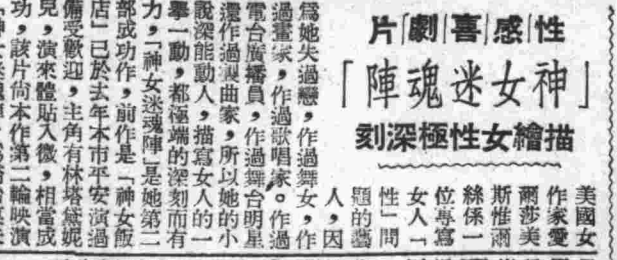 性感喜劇片
「神女迷魂陣」
描繪女性極深刻
美國女
作家愛
爾莎美
斯惟爾
絲係一
位專寫
女人「
性」問
題的藝
人,因
爲她失過戀,作過舞女,作
過畫家,作過歌唱家。作過
電台廣播員,作過舞台明星
還作過製曲家,所以她的小
說深能動人,描寫女人的一
舉一動,都極端的深刻而有
力,「神女迷魂陣」是她第二
部成功作,前作是「神女飯
店」已於去年本市平安演過
備受歡迎,主角有林塔黛妮
兒,演來體貼入微,相當成
功,該片尚本作第二輪映演